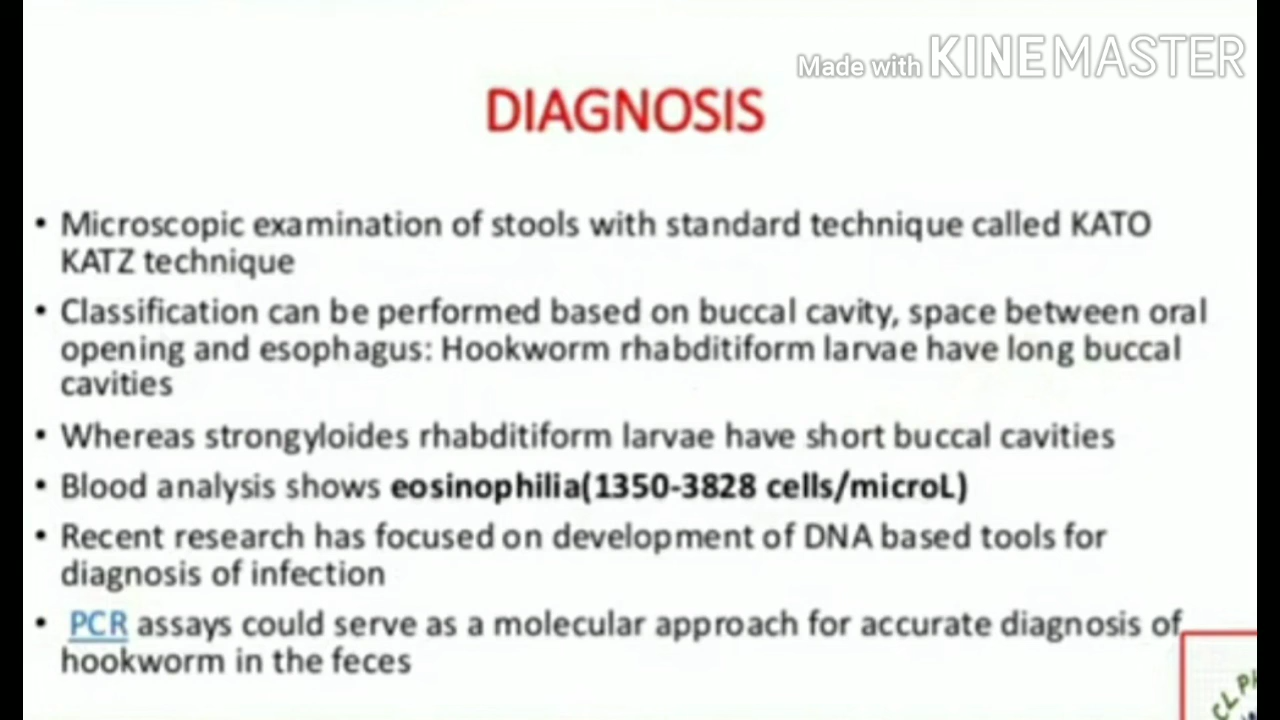 Made with KINEMASTER
DIAGNOSIS
• Microscopic examination of stools with standard technique called KATO
KATZ technique
• Classification can be performed based on buccal cavity, space between oral
opening and esophagus: Hookworm rhabditiform larvae have long buccal
cavities
• Whereas strongyloides rhabditiform larvae have short buccal cavities
• Blood analysis shows eosinophilia(1350-3828 cells/microL)
• Recent research has focused on development of DNA based tools for
diagnosis of infection
• PCR assays could serve as a molecular approach for accurate diagnosis of
hookworm in the feces